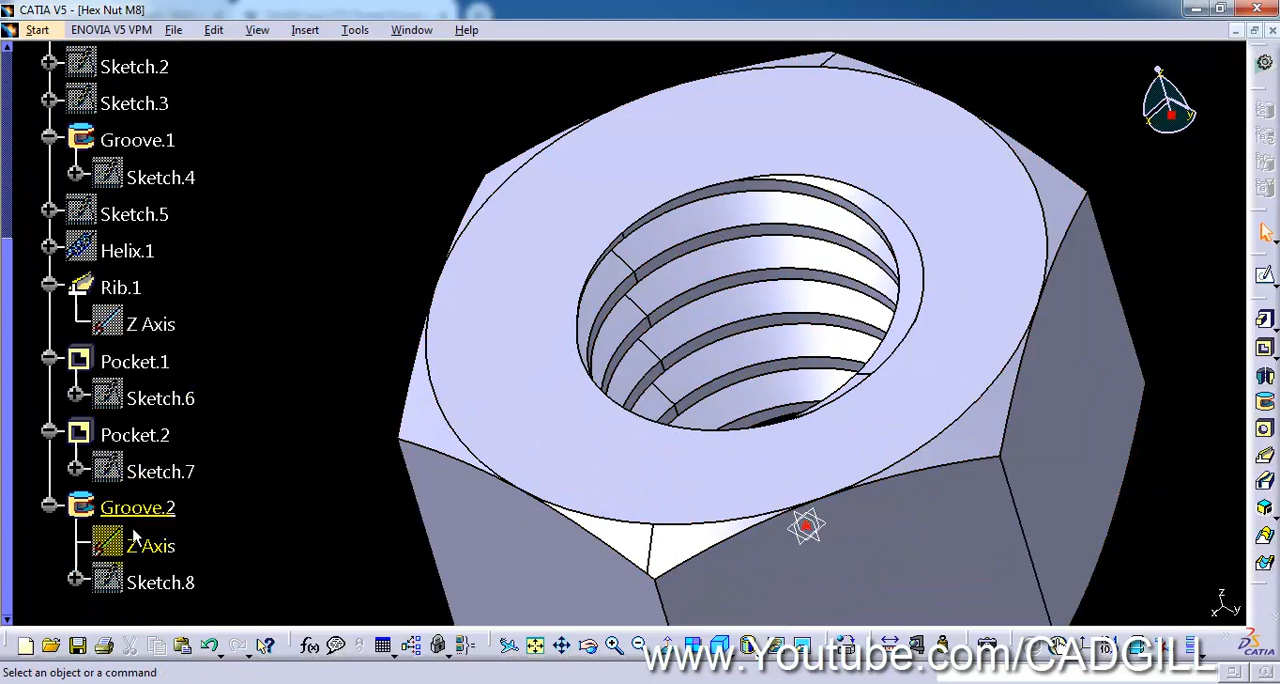 CATIA V5 - [Hex Nut M8]
Start ENOVIA V5 VPM File Edit View Insert Tools Window Help
Sketch.2
Sketch.3
Groove.1
Sketch.4
Sketch.5
Helix.1
Rib.1
Z Axis
Pocket.1
Sketch.6
Pocket.2
Sketch.7
Groove.2
Z Axis
Sketch.8
z
x y
www.Youtube.com/CADGILL
CATIA
Select an object or a command